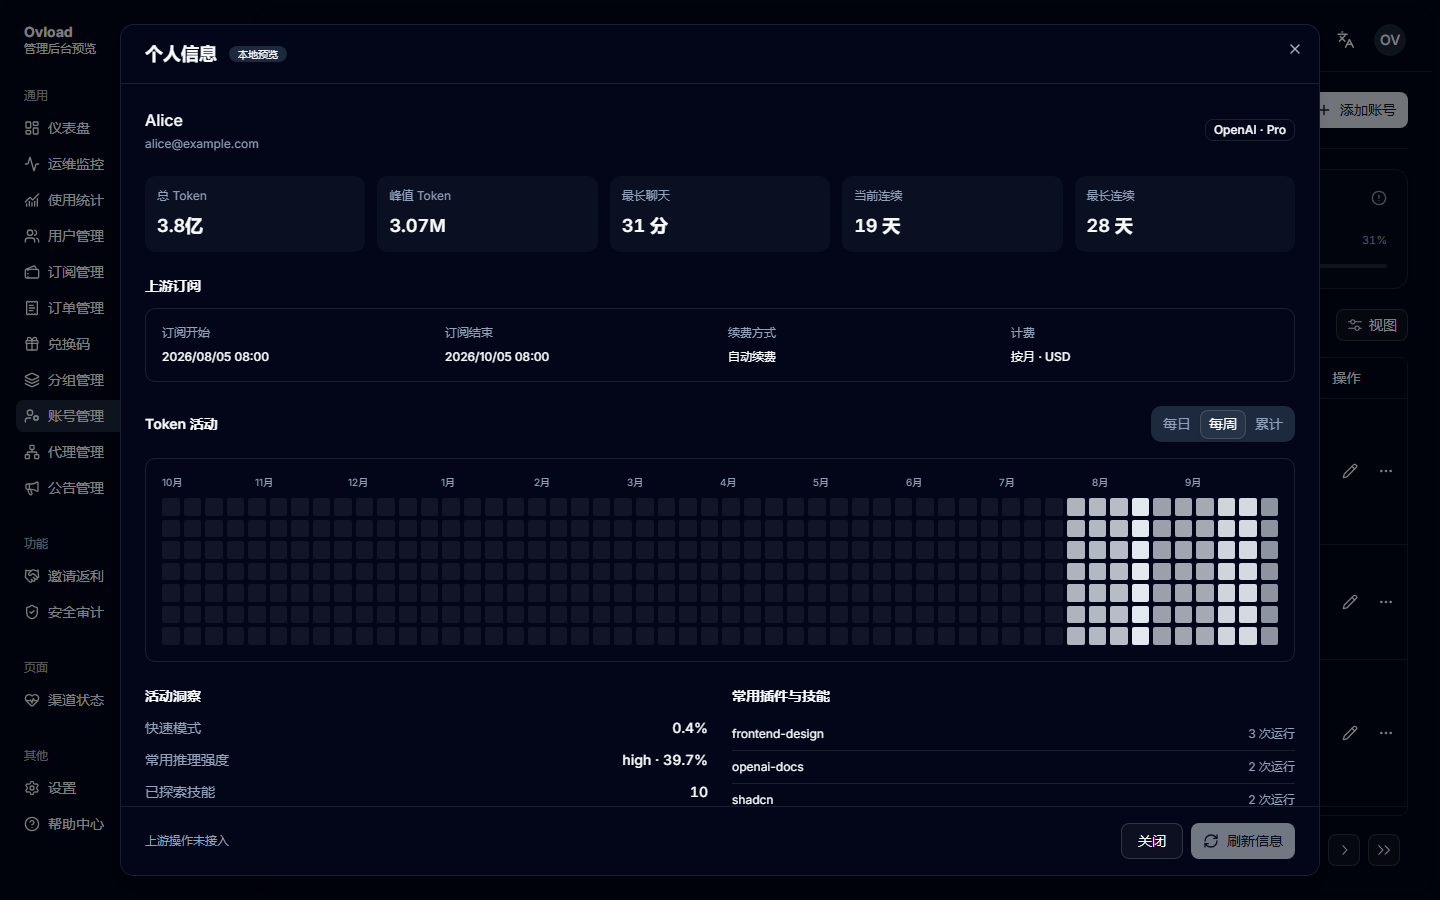 Ovload
管理后台预览
通用
仪表盘
运维监控
使用统计
用户管理
订阅管理
订单管理
兑换码
分组管理
账号管理
代理管理
公告管理
功能
邀请返利
安全审计
页面
渠道状态
其他
设置
帮助中心
个人信息
本地预览
Alice
alice@example.com
OpenAI · Pro
总 Token
3.8亿
峰值 Token
3.07M
最长聊天
31 分
当前连续
19 天
最长连续
28 天
上游订阅
订阅开始
2026/08/05 08:00
订阅结束
2026/10/05 08:00
续费方式
自动续费
计费
按月 · USD
Token 活动
每日
每周
累计
10月
11月
12月
1月
2月
3月
4月
5月
6月
7月
8月
9月
活动洞察
快速模式
0.4%
常用推理强度
high · 39.7%
已探索技能
10
常用插件与技能
frontend-design
3 次运行
openai-docs
2 次运行
shadcn
2 次运行
上游操作未接入
关闭
刷新信息
OV
添加账号
31%
视图
操作